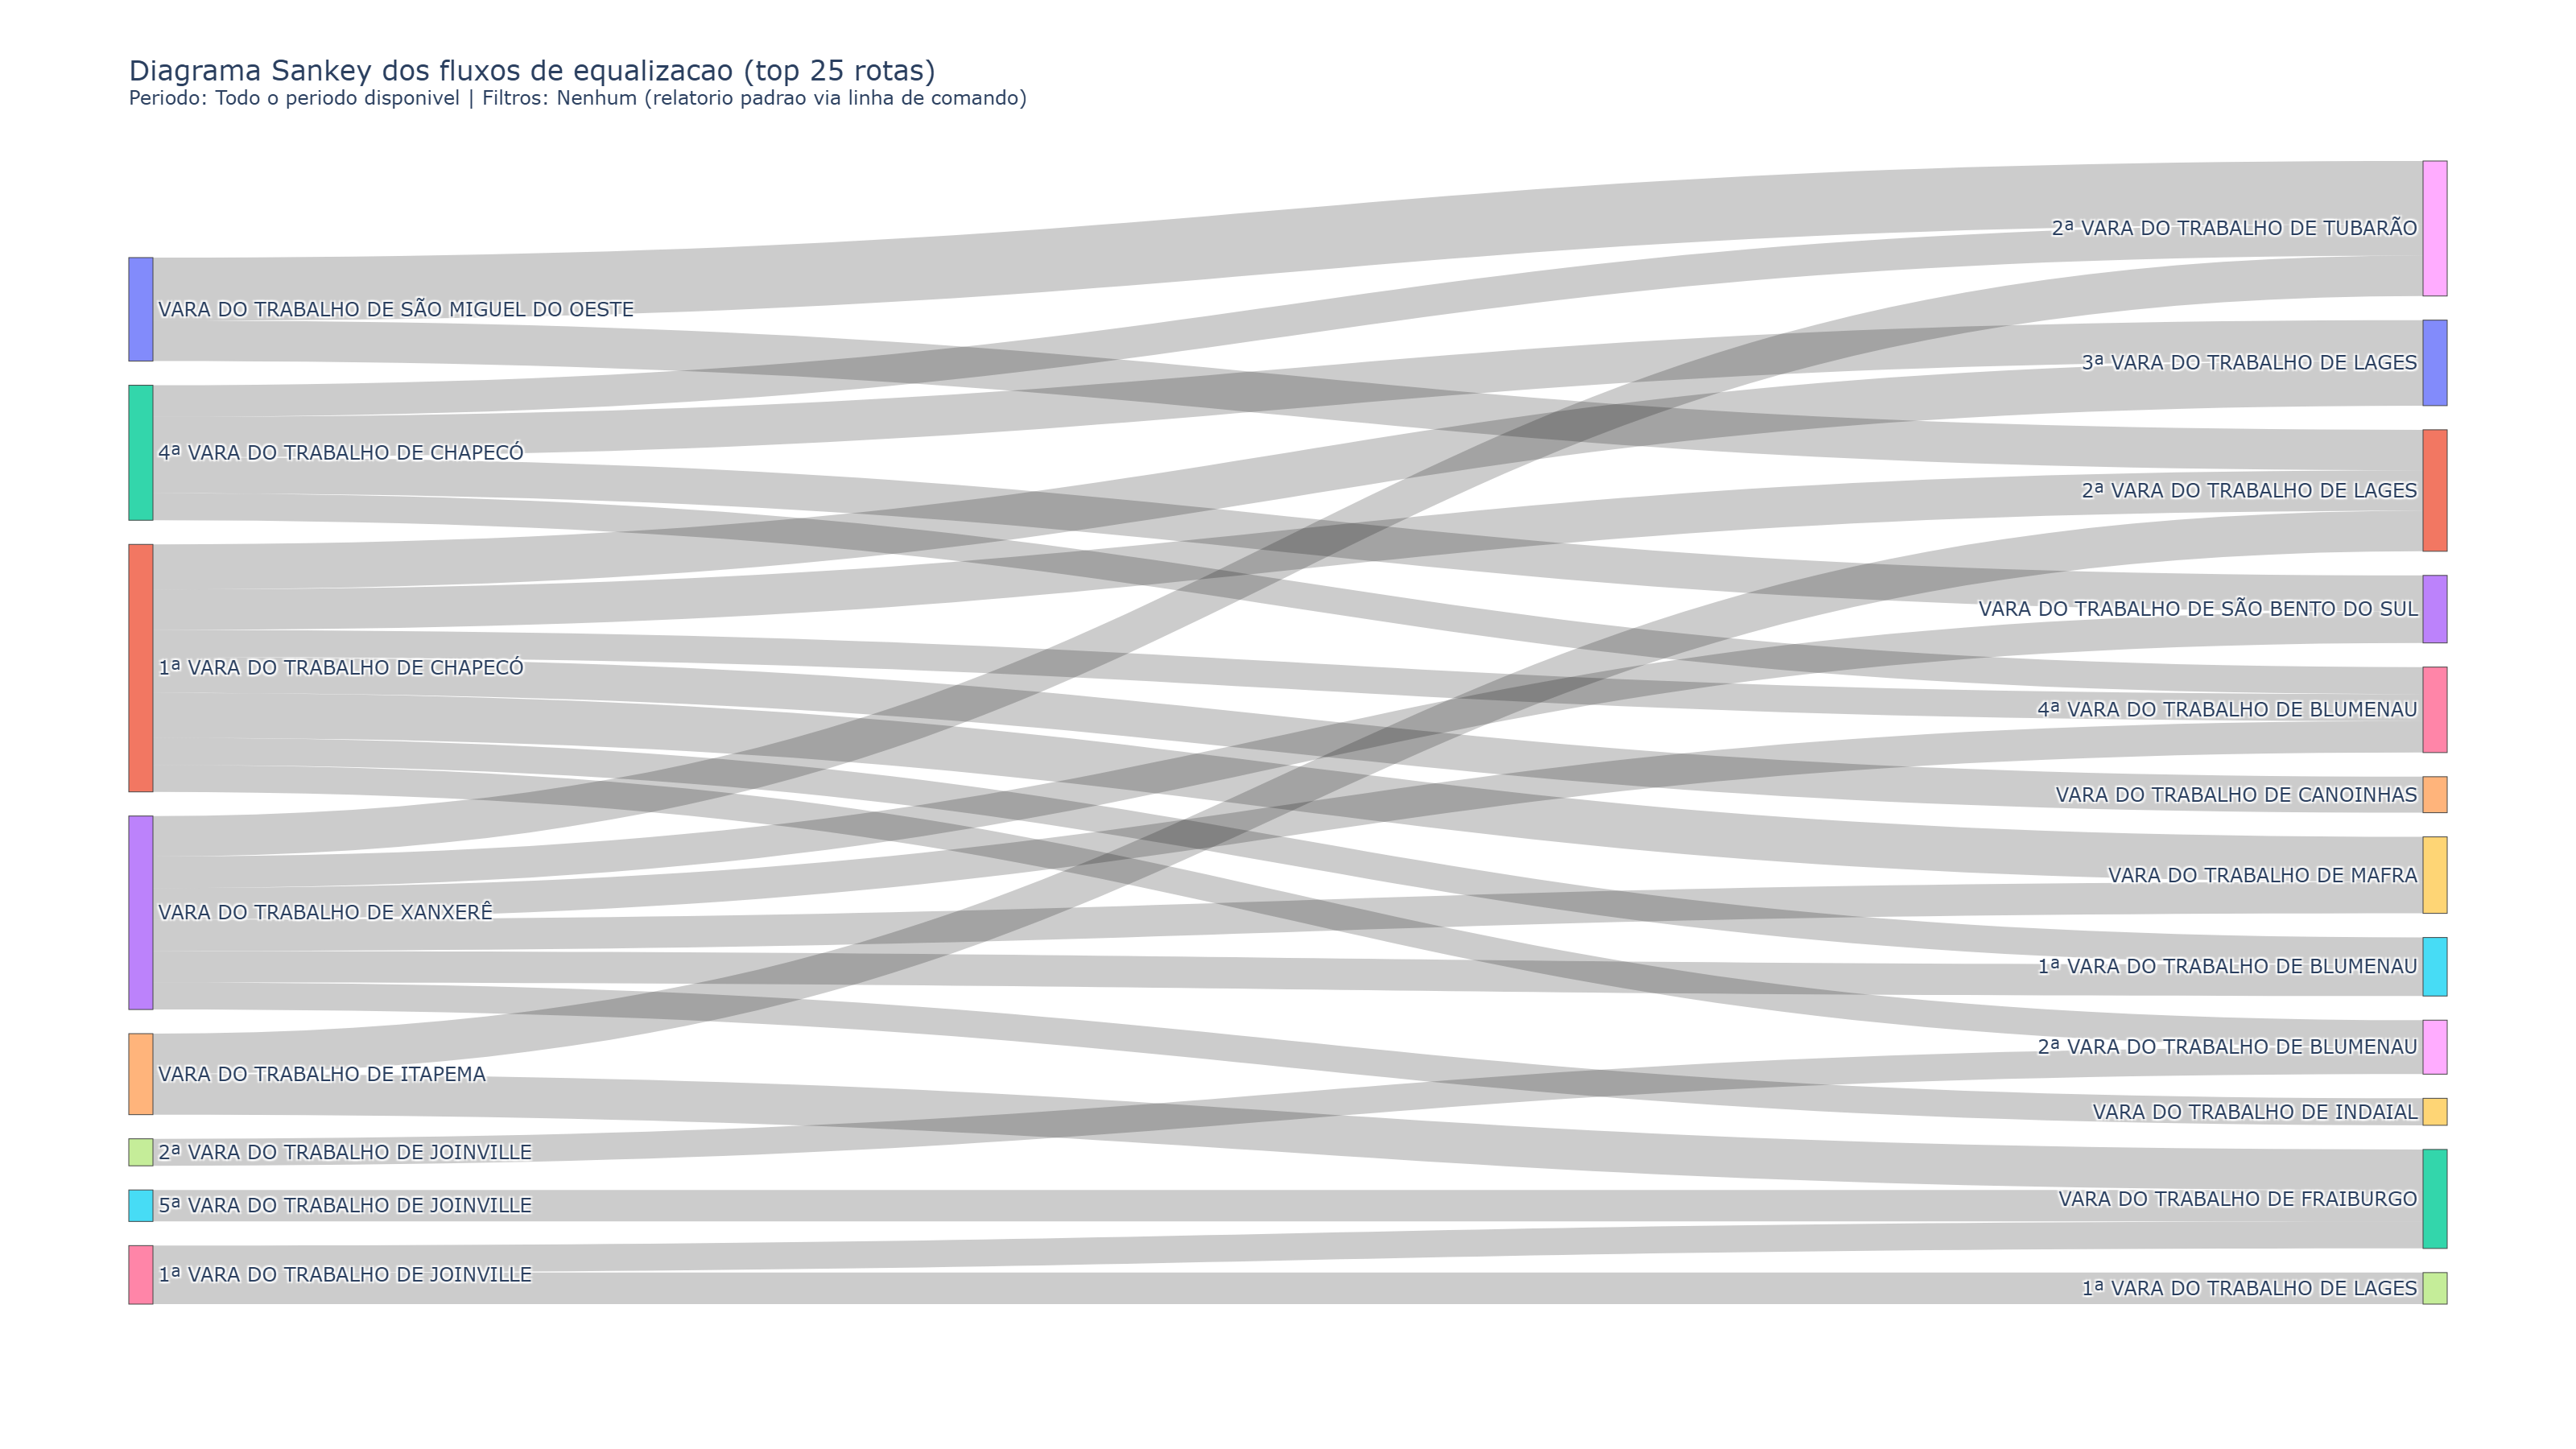 Diagrama Sankey dos fluxos de equalizacao (top 25 rotas)
Periodo: Todo o periodo disponivel | Filtros: Nenhum (relatorio padrao via linha de comando)
VARA DO TRABALHO DE SÃO MIGUEL DO OESTE
4ª VARA DO TRABALHO DE CHAPECÓ
1ª VARA DO TRABALHO DE CHAPECÓ
VARA DO TRABALHO DE XANXERÊ
VARA DO TRABALHO DE ITAPEMA
2ª VARA DO TRABALHO DE JOINVILLE
5ª VARA DO TRABALHO DE JOINVILLE
1ª VARA DO TRABALHO DE JOINVILLE
2ª VARA DO TRABALHO DE TUBARÃO
3ª VARA DO TRABALHO DE LAGES
2ª VARA DO TRABALHO DE LAGES
VARA DO TRABALHO DE SÃO BENTO DO SUL
4ª VARA DO TRABALHO DE BLUMENAU
VARA DO TRABALHO DE CANOINHAS
VARA DO TRABALHO DE MAFRA
1ª VARA DO TRABALHO DE BLUMENAU
2ª VARA DO TRABALHO DE BLUMENAU
VARA DO TRABALHO DE INDAIAL
VARA DO TRABALHO DE FRAIBURGO
1ª VARA DO TRABALHO DE LAGES